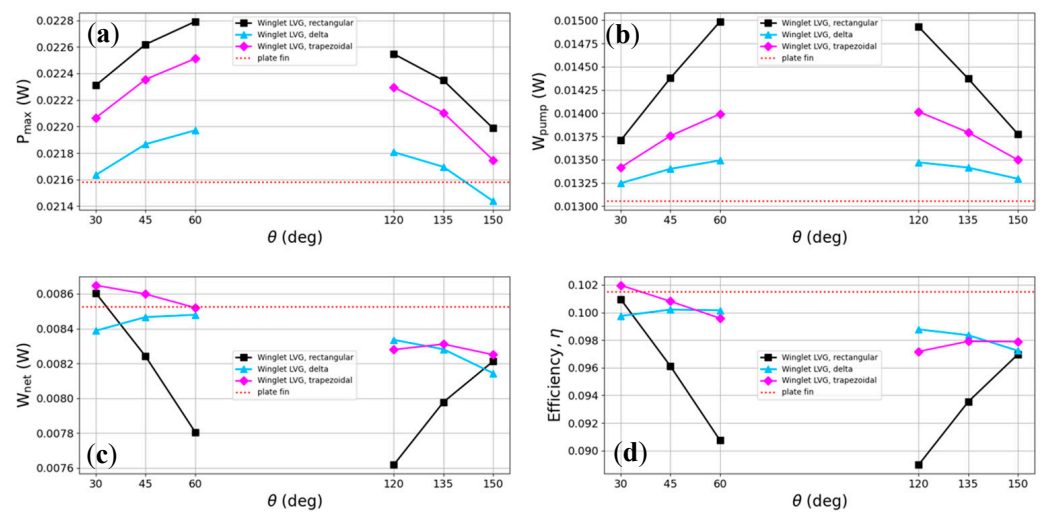 (a)
P_max (W)
0.0228
0.0226
0.0224
0.0222
0.0220
0.0218
0.0216
0.0214
Winglet LVG, rectangular
Winglet LVG, delta
Winglet LVG, trapezoidal
plate fin
30 45 60 120 135 150
θ (deg)
(b)
W_pump (W)
0.01500
0.01475
0.01450
0.01425
0.01400
0.01375
0.01350
0.01325
0.01300
Winglet LVG, rectangular
Winglet LVG, delta
Winglet LVG, trapezoidal
plate fin
30 45 60 120 135 150
θ (deg)
(c)
W_net (W)
0.0086
0.0084
0.0082
0.0080
0.0078
0.0076
Winglet LVG, rectangular
Winglet LVG, delta
Winglet LVG, trapezoidal
plate fin
30 45 60 120 135 150
θ (deg)
(d)
Efficiency, η
0.102
0.100
0.098
0.096
0.094
0.092
0.090
Winglet LVG, rectangular
Winglet LVG, delta
Winglet LVG, trapezoidal
plate fin
30 45 60 120 135 150
θ (deg)